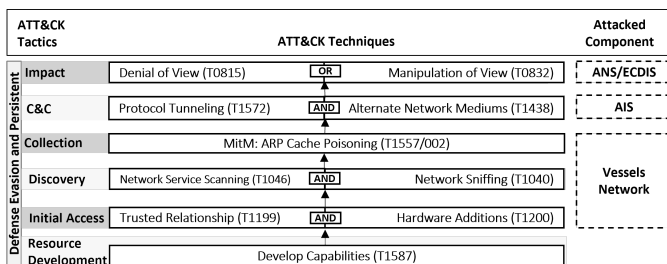 ATT&CK
Tactics
ATT&CK Techniques
Attacked
Component
Defense Evasion and Persistent
Impact
Denial of View (T0815)
OR
Manipulation of View (T0832)
ANS/ECDIS
C&C
Protocol Tunneling (T1572)
AND
Alternate Network Mediums (T1438)
AIS
Collection
MitM: ARP Cache Poisoning (T1557/002)
Discovery
Network Service Scanning (T1046)
AND
Network Sniffing (T1040)
Vessels
Network
Initial Access
Trusted Relationship (T1199)
AND
Hardware Additions (T1200)
Resource
Development
Develop Capabilities (T1587)